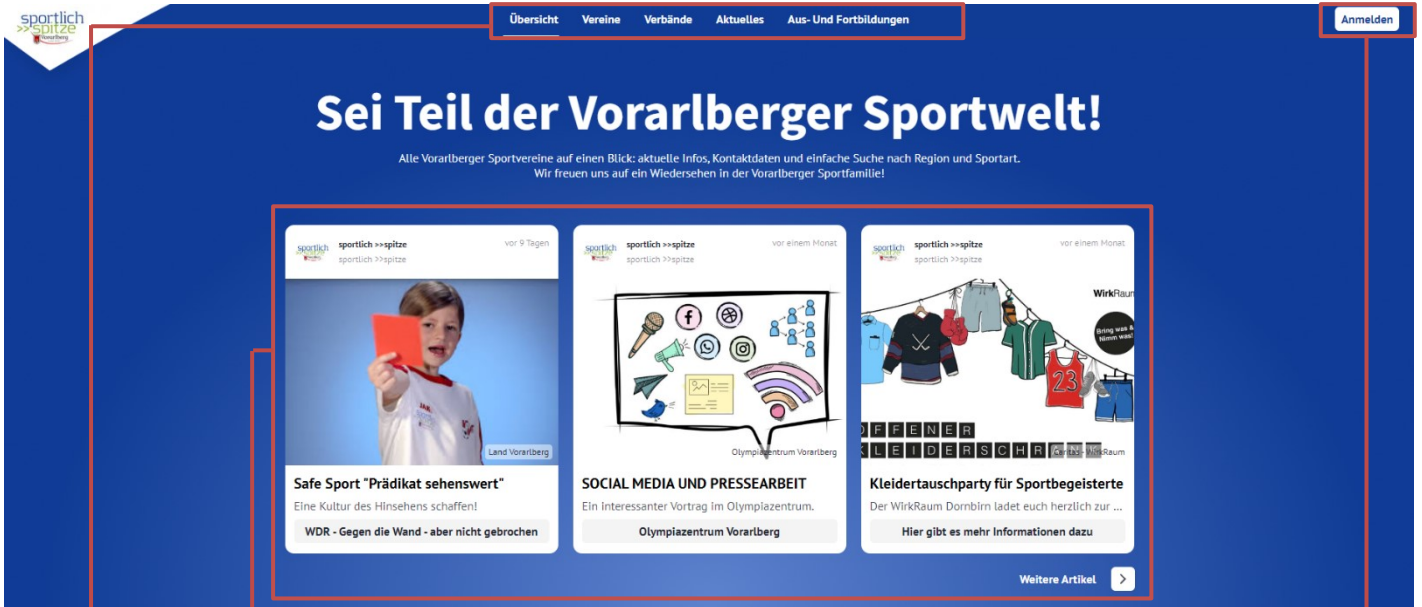 sportlich
>>spitze
Vorarlberg
Übersicht
Vereine
Verbände
Aktuelles
Aus- Und Fortbildungen
Anmelden
Sei Teil der Vorarlberger Sportwelt!
Alle Vorarlberger Sportvereine auf einen Blick: aktuelle Infos, Kontaktdaten und einfache Suche nach Region und Sportart.
Wir freuen uns auf ein Wiedersehen in der Vorarlberger Sportfamilie!
sportlich
sportlich >>spitze
vor 9 Tagen
sportlich >>spitze
Land Vorarlberg
Safe Sport "Prädikat sehenswert"
Eine Kultur des Hinsehens schaffen!
WDR - Gegen die Wand - aber nicht gebrochen
sportlich
sportlich >>spitze
vor einem Monat
sportlich >>spitze
Olympiazentrum Vorarlberg
SOCIAL MEDIA UND PRESSEARBEIT
Ein interessanter Vortrag im Olympiazentrum.
Olympiazentrum Vorarlberg
sportlich
sportlich >>spitze
vor einem Monat
sportlich >>spitze
WirkRaum
Bring was &
Nimm was!
23
OFFENER
KLEIDERSCHRANK
Caritas - WirkRaum
Kleidertauschparty für Sportbegeisterte
Der WirkRaum Dornbirn ladet euch herzlich zur ...
Hier gibt es mehr Informationen dazu
Weitere Artikel